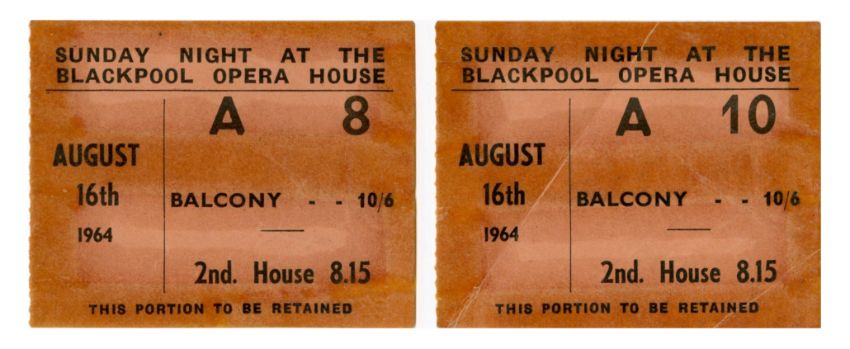 SUNDAY NIGHT AT THE
BLACKPOOL OPERA HOUSE
A 8
AUGUST
16th
BALCONY - - 10/6
1964
2nd. House 8.15
THIS PORTION TO BE RETAINED
SUNDAY NIGHT AT THE
BLACKPOOL OPERA HOUSE
A 10
AUGUST
16th
BALCONY - - 10/6
1964
2nd. House 8.15
THIS PORTION TO BE RETAINED